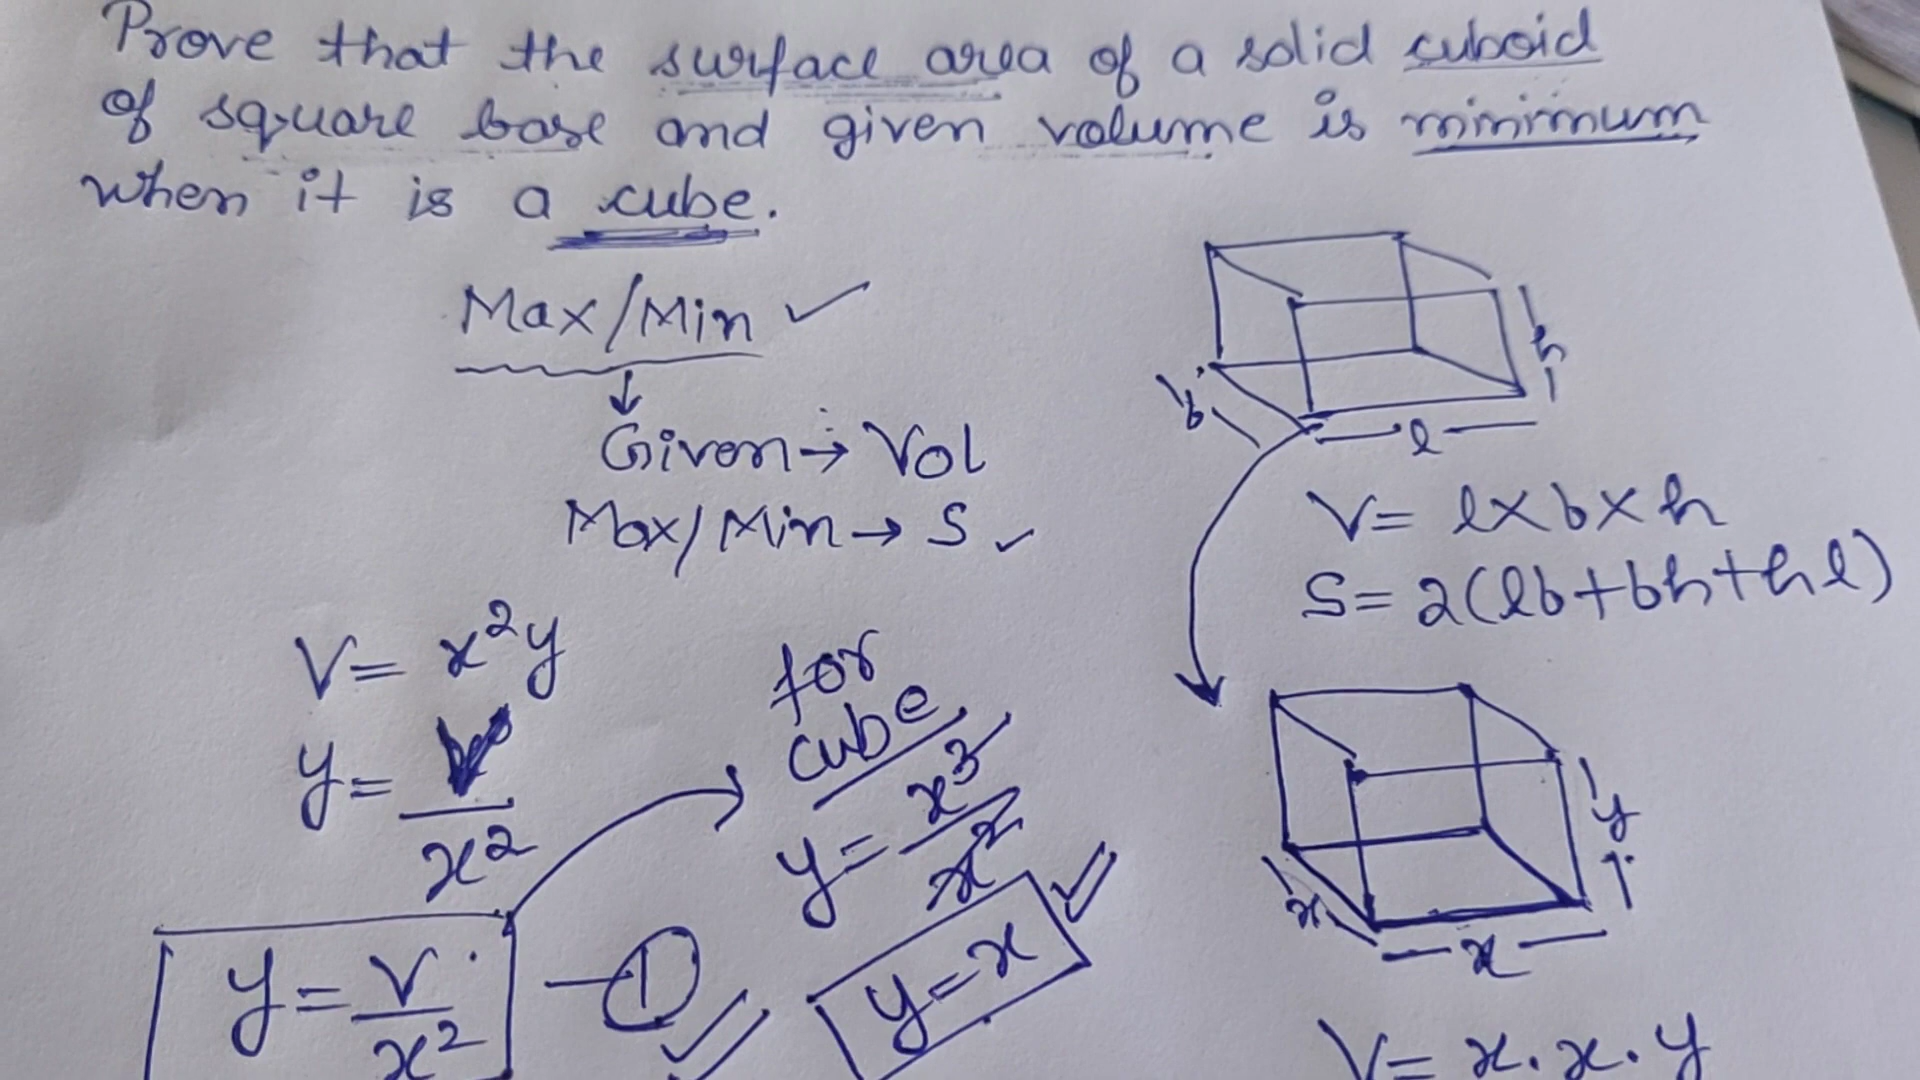 Prove that the surface area of a solid cuboid
of square base and given volume is minimum
when it is a cube.
Max/Min ✓
↓
Given → Vol
Max/Min → S ✓
h
b
l
V = l×b×h
S = 2(lb+bh+hl)
V = x²y
y = V/x²
y = V/x² —①
for
cube
y = x³/x²
y = x
y
x
x
V = x.x.y